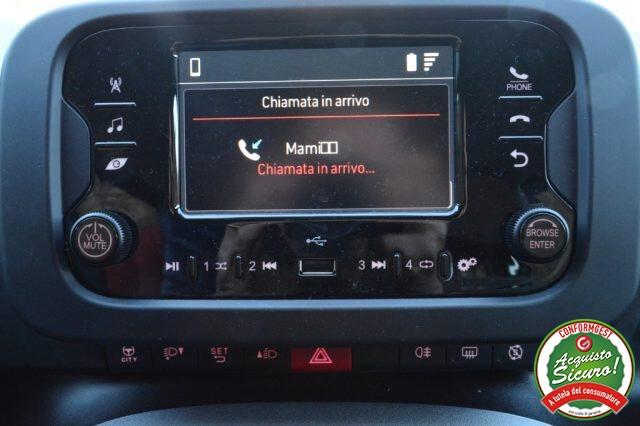 Chiamata in arrivo
Mami□□
Chiamata in arrivo...
PHONE
VOL
MUTE
BROWSE
ENTER
1 2 3 4
CITY
SET
CONFORMGEST
Acquisto
Sicuro!
A tutela del consumatore